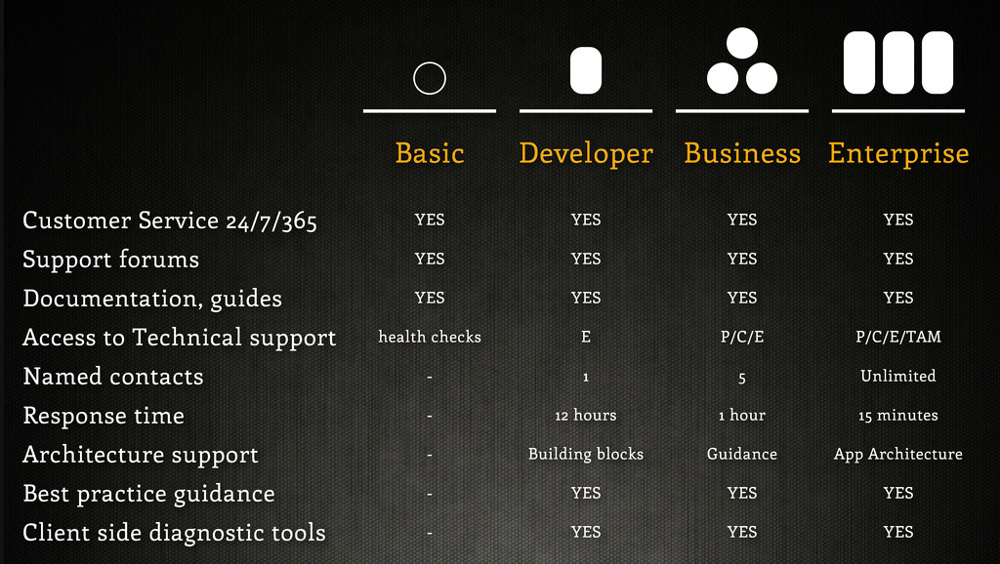 Basic Developer Business Enterprise
Customer Service 24/7/365 YES YES YES YES
Support forums YES YES YES YES
Documentation, guides YES YES YES YES
Access to Technical support health checks E P/C/E P/C/E/TAM
Named contacts - 1 5 Unlimited
Response time - 12 hours 1 hour 15 minutes
Architecture support - Building blocks Guidance App Architecture
Best practice guidance - YES YES YES
Client side diagnostic tools - YES YES YES